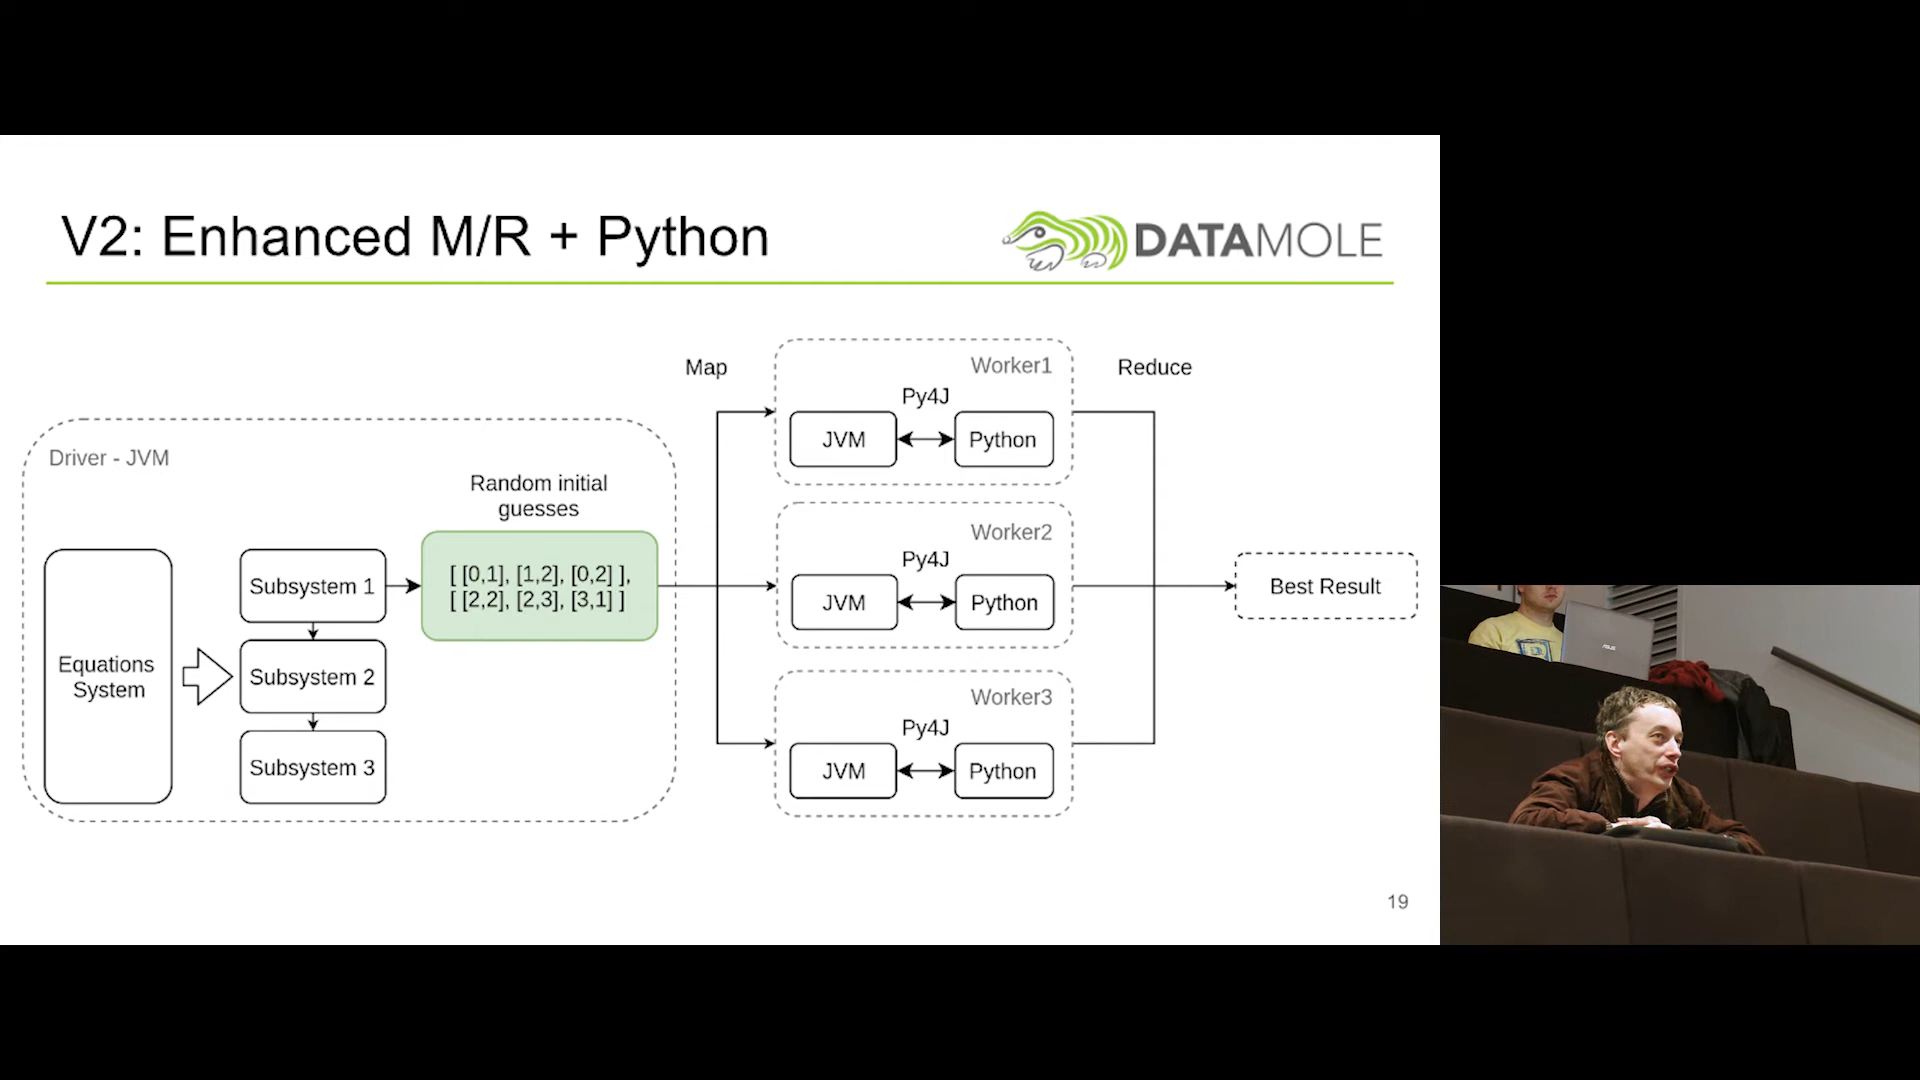 V2: Enhanced M/R + Python
DATAMOLE
Driver - JVM
Equations
System
Subsystem 1
Subsystem 2
Subsystem 3
Random initial
guesses
[ [0,1], [1,2], [0,2] ],
[ [2,2], [2,3], [3,1] ]
Map
Worker1
Py4J
JVM
Python
Worker2
Py4J
JVM
Python
Worker3
Py4J
JVM
Python
Reduce
Best Result
19
ASUS